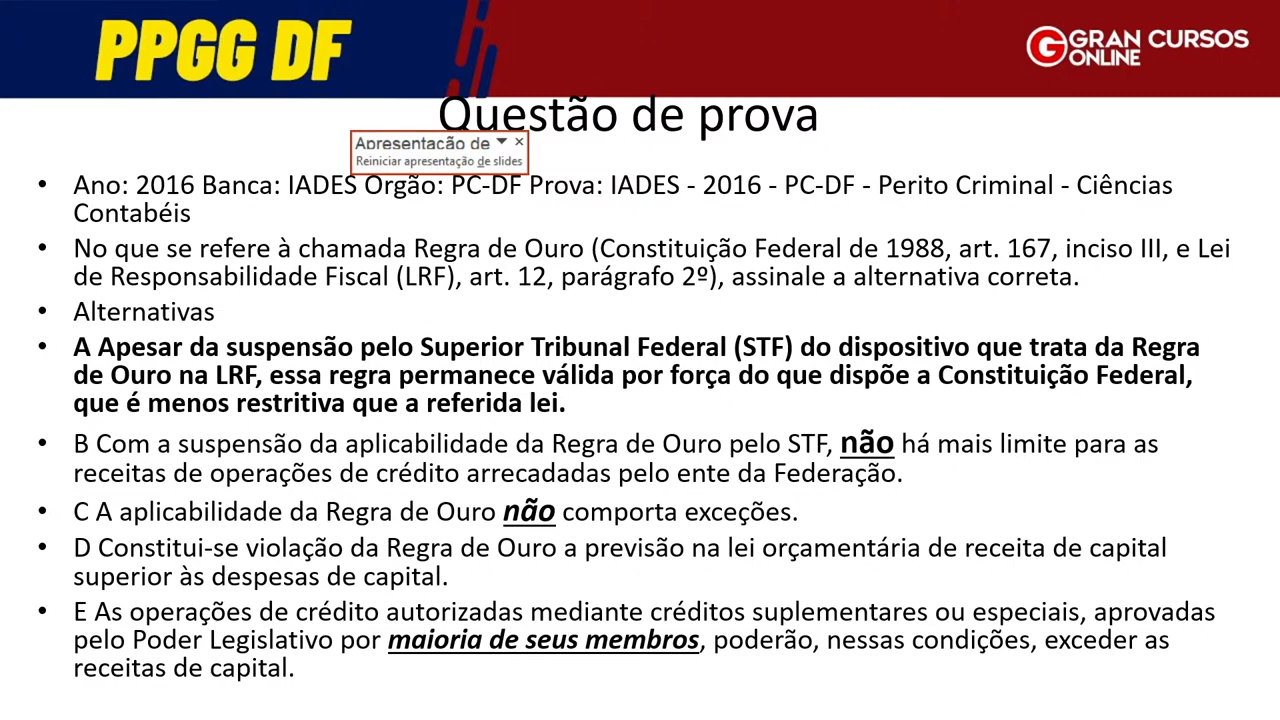 PPGG DF
GRAN CURSOS
ONLINE
Questão de prova
Apresentação de
Reiniciar apresentação de slides
• Ano: 2016 Banca: IADES Órgão: PC-DF Prova: IADES - 2016 - PC-DF - Perito Criminal - Ciências
Contabéis
• No que se refere à chamada Regra de Ouro (Constituição Federal de 1988, art. 167, inciso III, e Lei
de Responsabilidade Fiscal (LRF), art. 12, parágrafo 2º), assinale a alternativa correta.
• Alternativas
• A Apesar da suspensão pelo Superior Tribunal Federal (STF) do dispositivo que trata da Regra
de Ouro na LRF, essa regra permanece válida por força do que dispõe a Constituição Federal,
que é menos restritiva que a referida lei.
• B Com a suspensão da aplicabilidade da Regra de Ouro pelo STF, não há mais limite para as
receitas de operações de crédito arrecadadas pelo ente da Federação.
• C A aplicabilidade da Regra de Ouro não comporta exceções.
• D Constitui-se violação da Regra de Ouro a previsão na lei orçamentária de receita de capital
superior às despesas de capital.
• E As operações de crédito autorizadas mediante créditos suplementares ou especiais, aprovadas
pelo Poder Legislativo por maioria de seus membros, poderão, nessas condições, exceder as
receitas de capital.